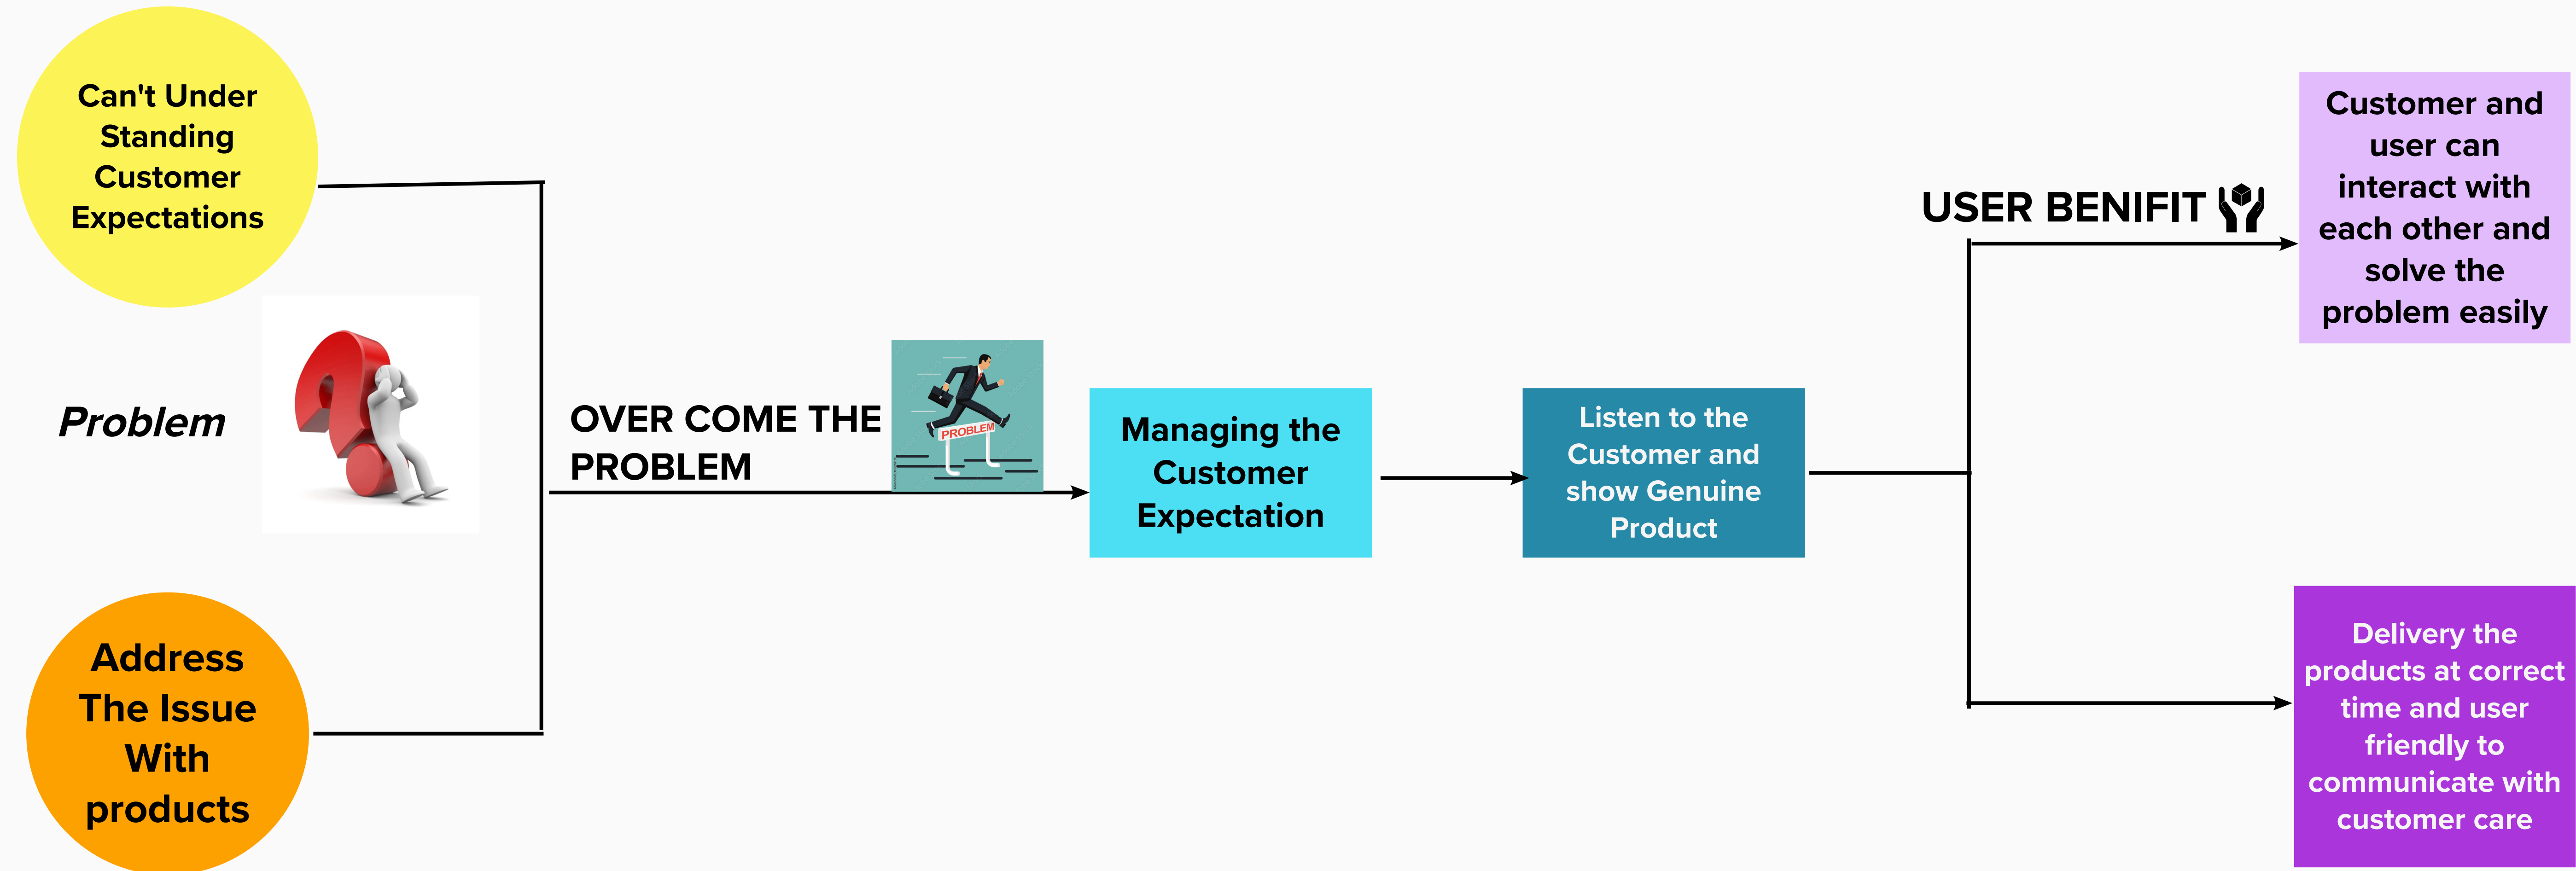 Can't Under
Standing
Customer
Expectations
Problem
Address
The Issue
With
products
OVER COME THE
PROBLEM
PROBLEM
Managing the
Customer
Expectation
Listen to the
Customer and
show Genuine
Product
USER BENIFIT
Customer and
user can
interact with
each other and
solve the
problem easily
Delivery the
products at correct
time and user
friendly to
communicate with
customer care